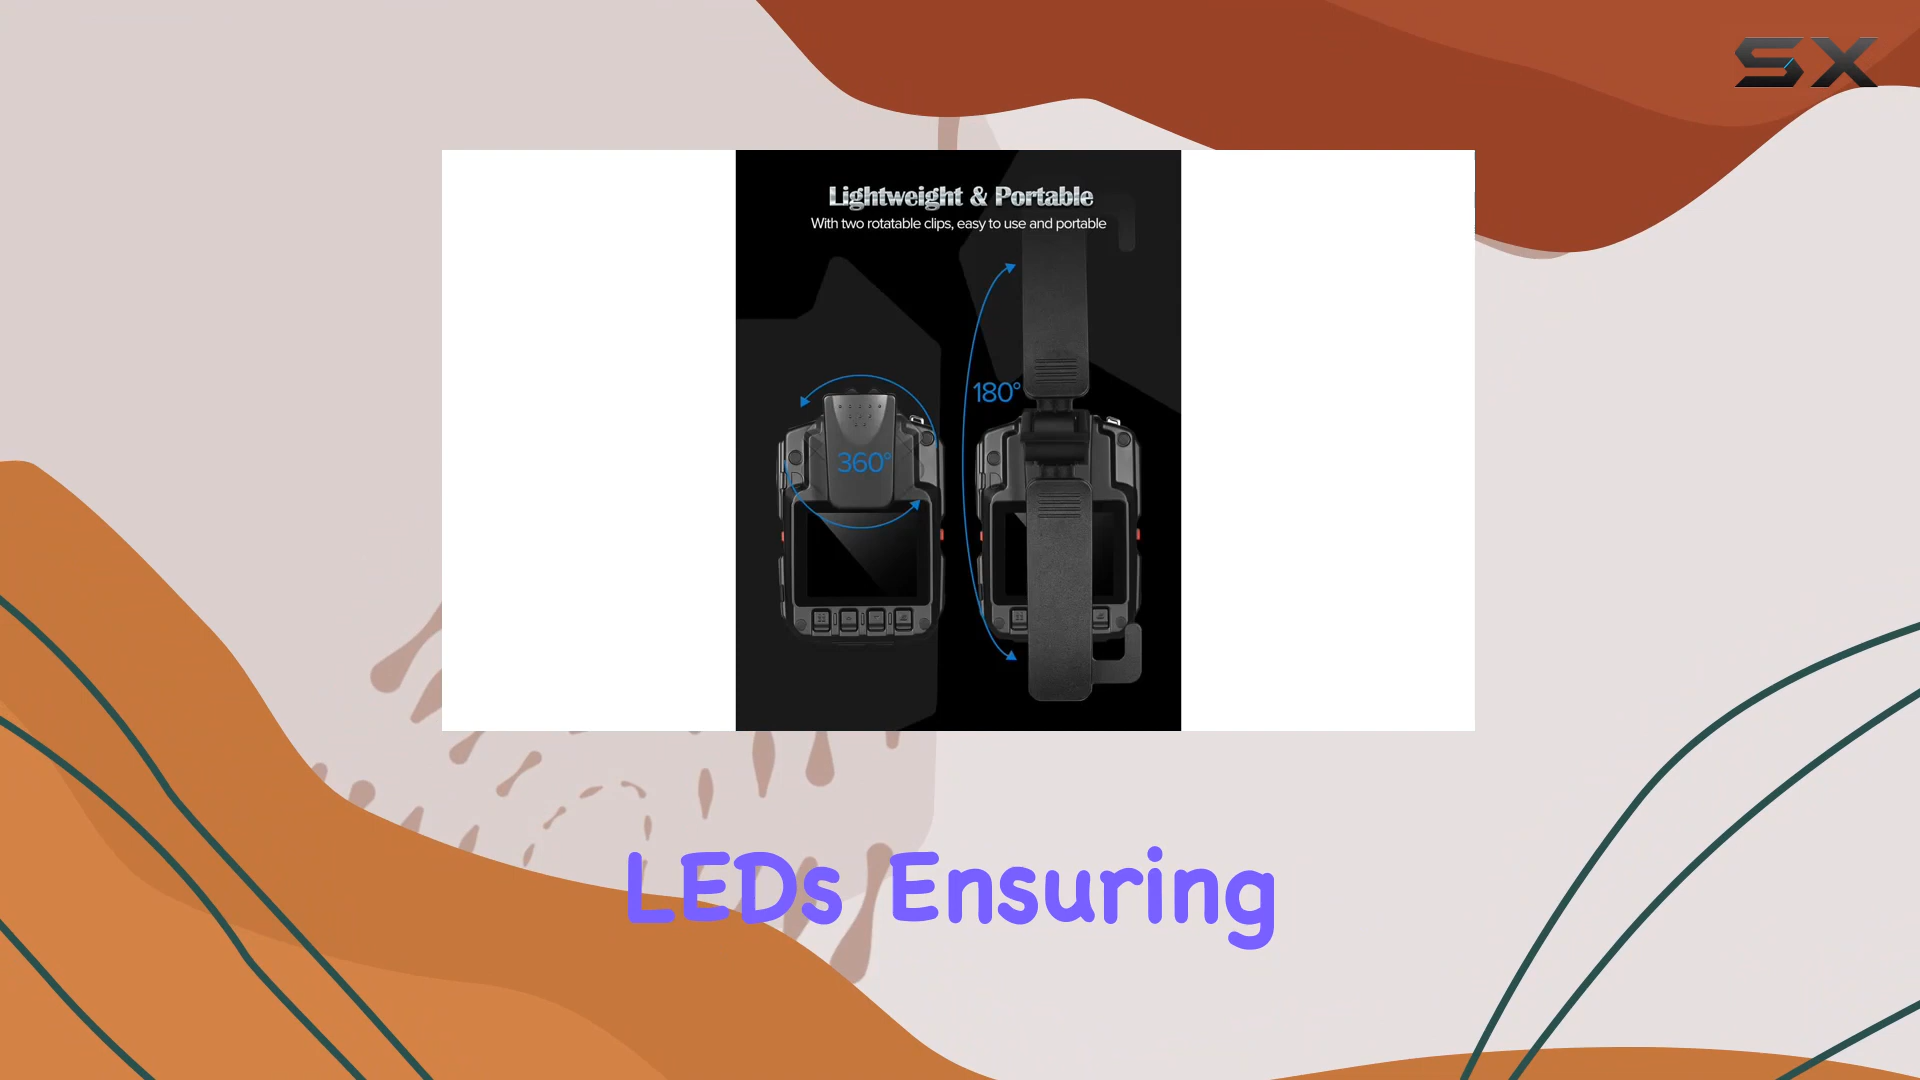 SX
Lightweight & Portable
With two rotatable clips, easy to use and portable
180°
360°
LEDs Ensuring